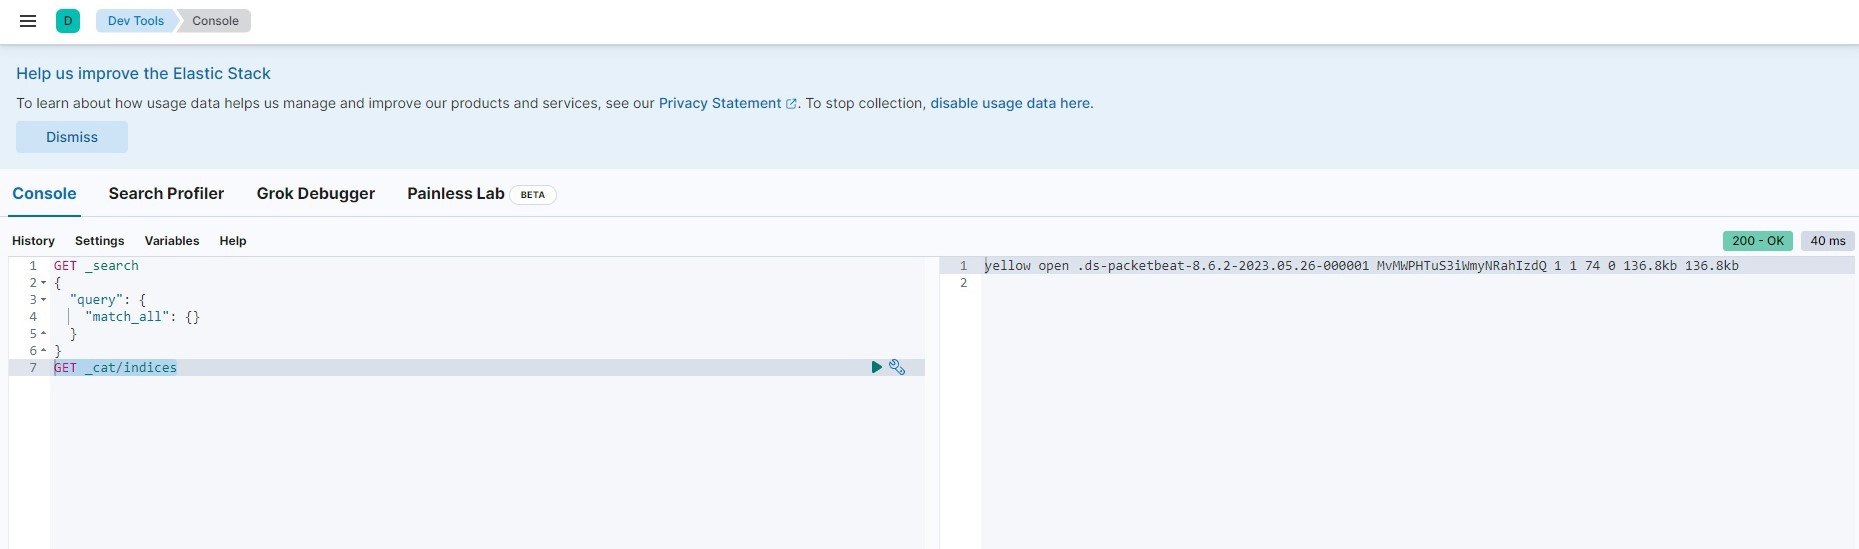 D Dev Tools Console
Help us improve the Elastic Stack
To learn about how usage data helps us manage and improve our products and services, see our Privacy Statement. To stop collection, disable usage data here.
Dismiss
Console Search Profiler Grok Debugger Painless Lab BETA
History Settings Variables Help 200 - OK 40 ms
1 GET _search
2 {
3 "query": {
4 "match_all": {}
5 }
6 }
7 GET _cat/indices
1 yellow open .ds-packetbeat-8.6.2-2023.05.26-000001 MvMWPHTuS3iWmyNRahIzdQ 1 1 74 0 136.8kb 136.8kb
2